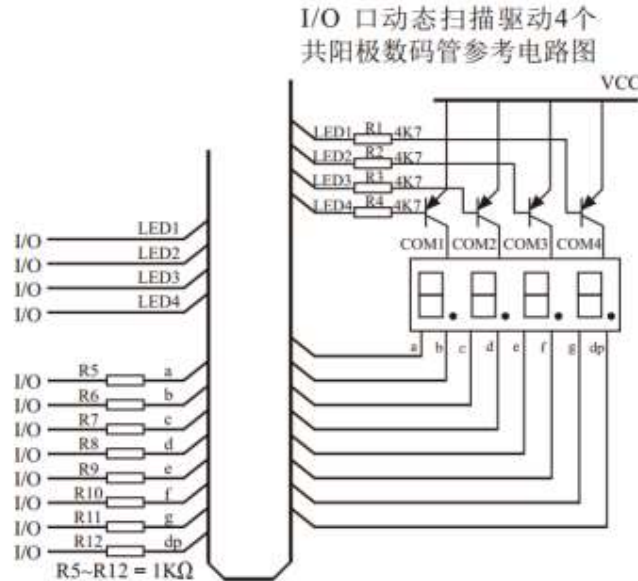 I/O 口动态扫描驱动4个
共阳极数码管参考电路图
VCC
LED1 R1 4K7
LED2 R2 4K7
LED3 R3 4K7
LED4 R4 4K7
COM1 COM2 COM3 COM4
a b c d e f g dp
I/O LED1
I/O LED2
I/O LED3
I/O LED4
I/O R5 a
I/O R6 b
I/O R7 c
I/O R8 d
I/O R9 e
I/O R10 f
I/O R11 g
I/O R12 dp
R5~R12 = 1KΩ